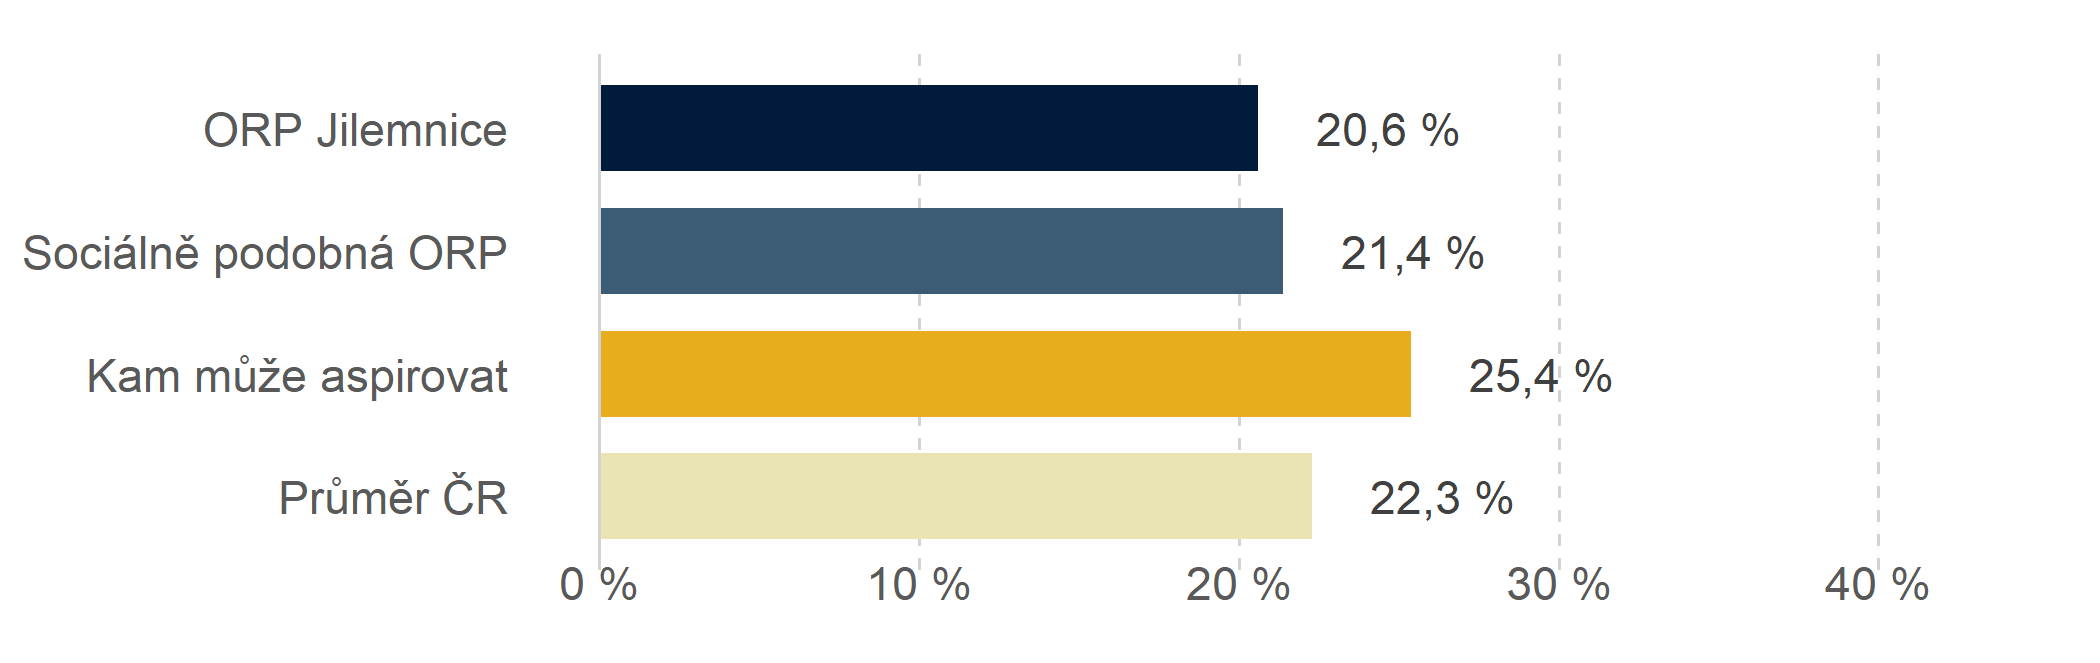 ORP Jilemnice
20,6 %
Sociálně podobná ORP
21,4 %
Kam může aspirovat
25,4 %
Průměr ČR
22,3 %
0 %
10 %
20 %
30 %
40 %